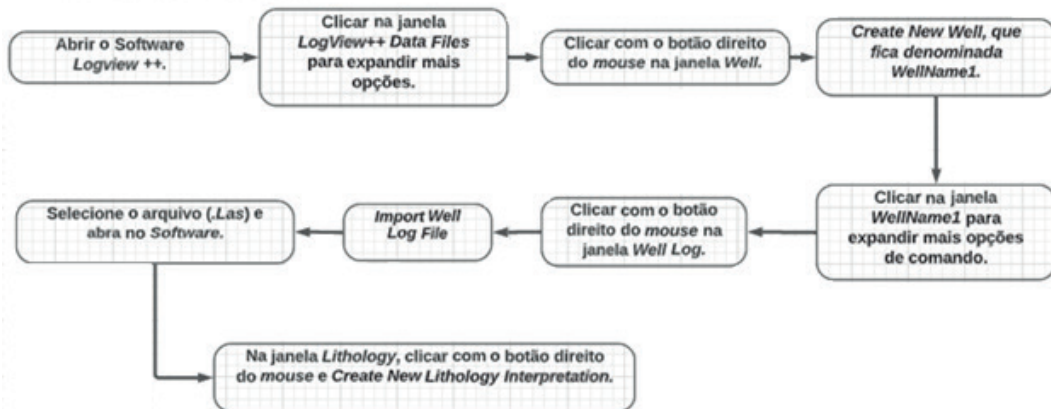 Abrir o Software
Logview ++.
Clicar na janela
LogView++ Data Files
para expandir mais
opções.
Clicar com o botão direito
do mouse na janela Well.
Create New Well, que
fica denominada
WellName1.
Clicar na janela
WellName1 para
expandir mais opções
de comando.
Clicar com o botão
direito do mouse na
janela Well Log.
Import Well
Log File
Selecione o arquivo (.Las) e
abra no Software.
Na janela Lithology, clicar com o botão direito
do mouse e Create New Lithology Interpretation.